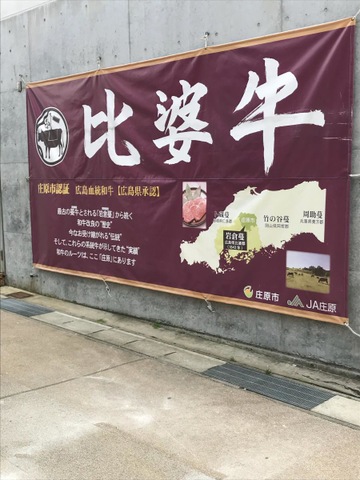 比婆牛
庄原市認証 広島血統和牛【広島県承認】
最古の蔓牛とされる「岩倉蔓」から続く
和牛改良の"歴史"
今なお受け継がれる"伝統"
そして、これらの系統牛が示してきた"実績"
和牛のルーツは、ここ「庄原」にあります
竹の谷蔓
周助蔓
岩倉蔓
庄原市
JA庄原